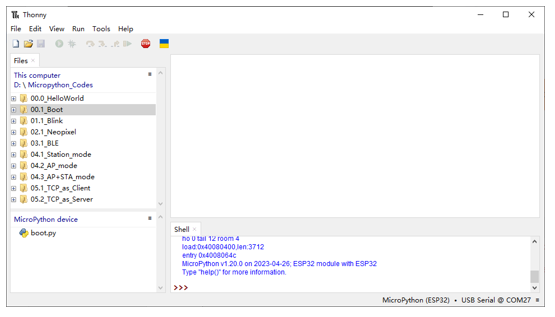 Thonny
File Edit View Run Tools Help
STOP
Files
This computer
D: \ Micropython_Codes
00.0_HelloWorld
00.1_Boot
01.1_Blink
02.1_Neopixel
03.1_BLE
04.1_Station_mode
04.2_AP_mode
04.3_AP+STA_mode
05.1_TCP_as_Client
05.2_TCP_as_Server
MicroPython device
boot.py
Shell
ho 0 tail 12 room 4
load:0x40080400,len:3712
entry 0x4008064c
MicroPython v1.20.0 on 2023-04-26; ESP32 module with ESP32
Type "help()" for more information.
>>>
MicroPython (ESP32) • USB Serial @ COM27